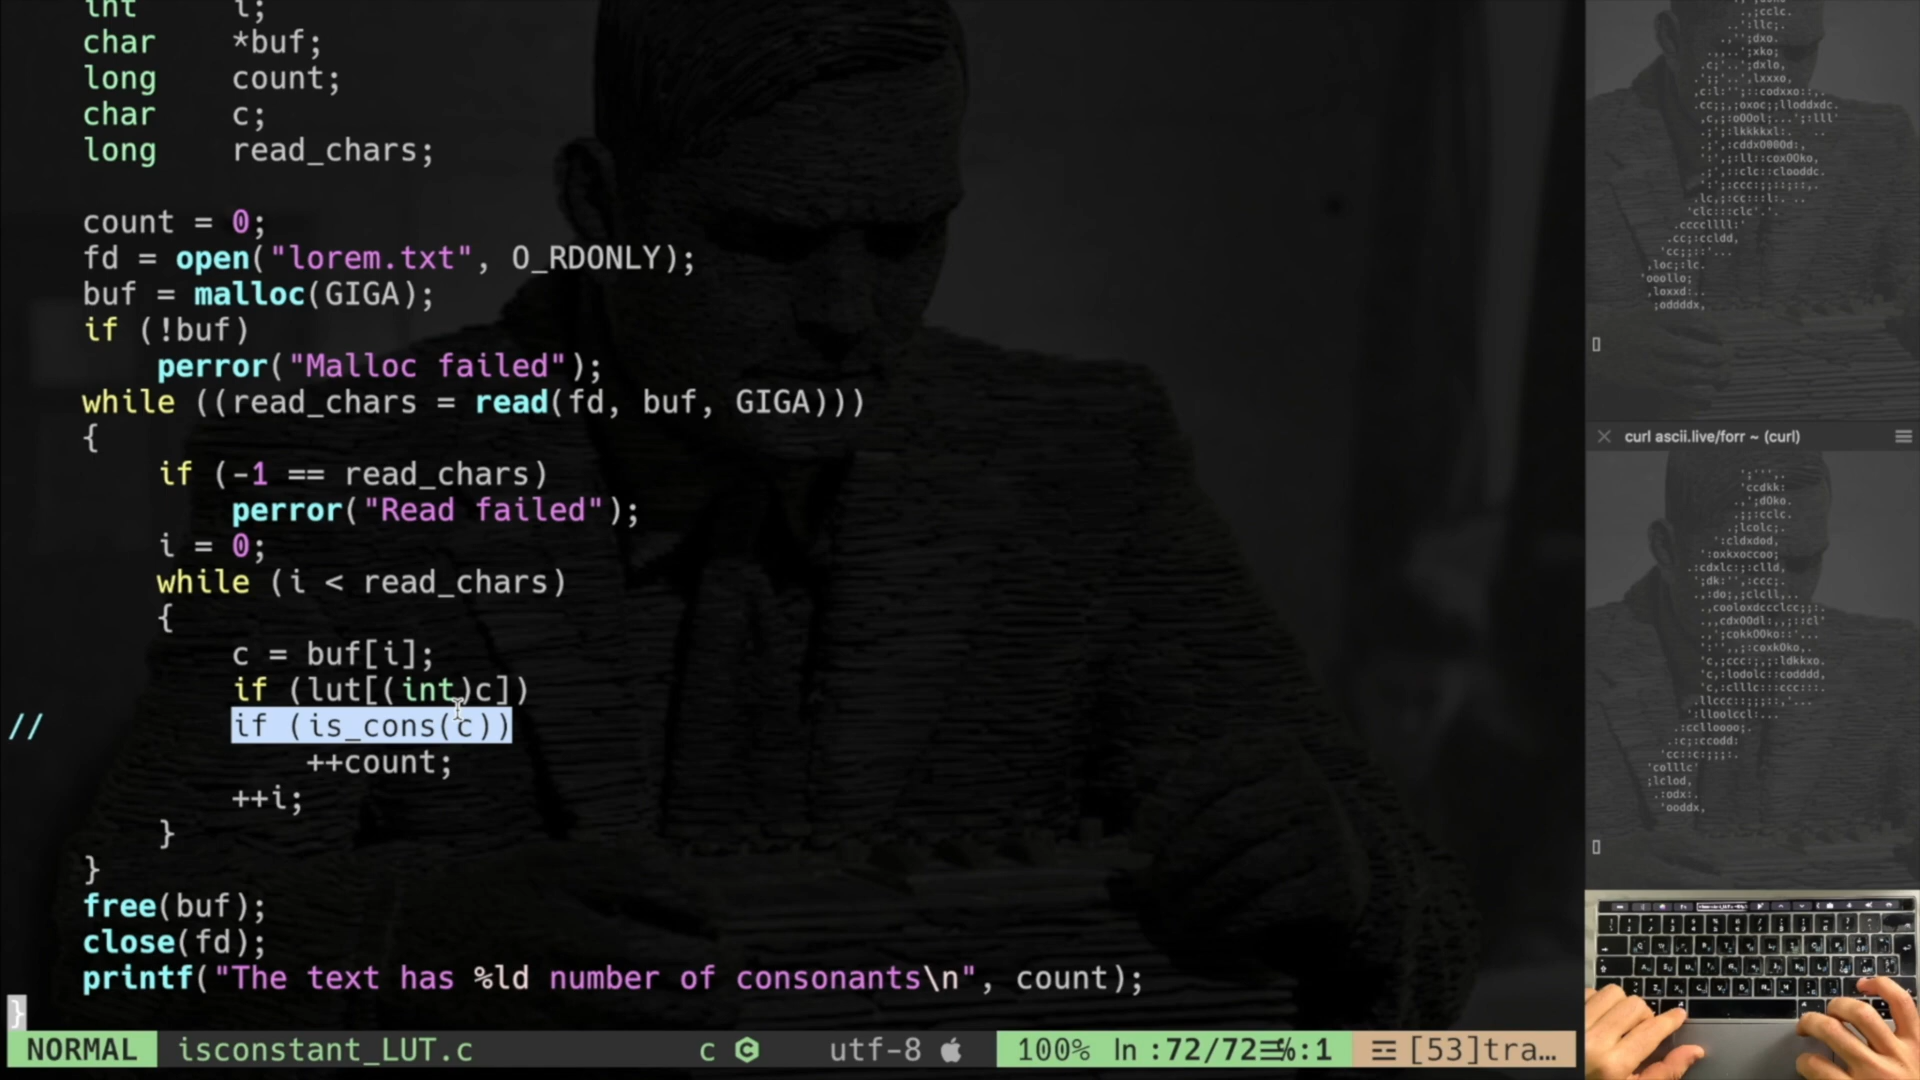 int i;
char *buf;
long count;
char c;
long read_chars;
count = 0;
fd = open("lorem.txt", O_RDONLY);
buf = malloc(GIGA);
if (!buf)
perror("Malloc failed");
while ((read_chars = read(fd, buf, GIGA)))
{
if (-1 == read_chars)
perror("Read failed");
i = 0;
while (i < read_chars)
{
c = buf[i];
if (lut[(int)c])
// if (is_cons(c))
++count;
++i;
}
}
free(buf);
close(fd);
printf("The text has %ld number of consonants\n", count);
}
NORMAL isconstant_LUT.c c utf-8 100% ln :72/72 ☰%:1 [53]tra…
curl ascii.live/forr ~ (curl)